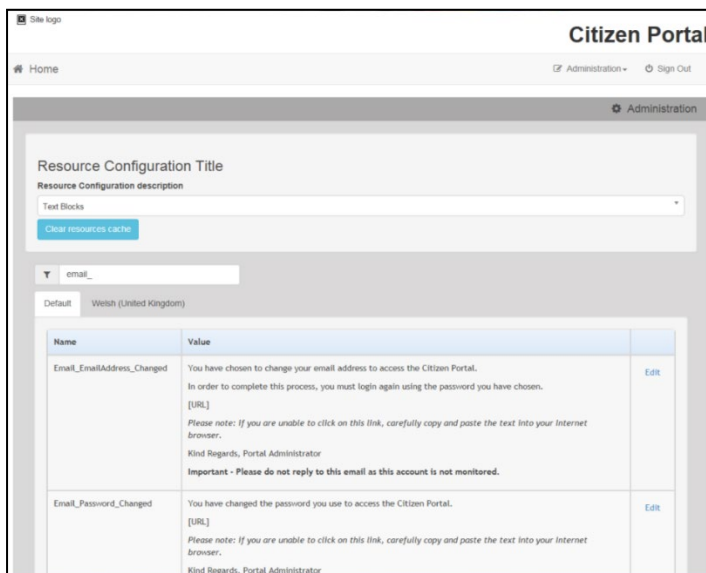 Site logo
Citizen Portal
Home
Administration
Sign Out
Administration
Resource Configuration Title
Resource Configuration description
Text Blocks
Clear resources cache
email_
Default Welsh (United Kingdom)
Name Value
Email_EmailAddress_Changed You have chosen to change your email address to access the Citizen Portal. Edit
In order to complete this process, you must login again using the password you have chosen.
[URL]
Please note: If you are unable to click on this link, carefully copy and paste the text into your Internet
browser.
Kind Regards, Portal Administrator
Important - Please do not reply to this email as this account is not monitored.
Email_Password_Changed You have changed the password you use to access the Citizen Portal. Edit
[URL]
Please note: If you are unable to click on this link, carefully copy and paste the text into your Internet
browser.
Kind Regards, Portal Administrator